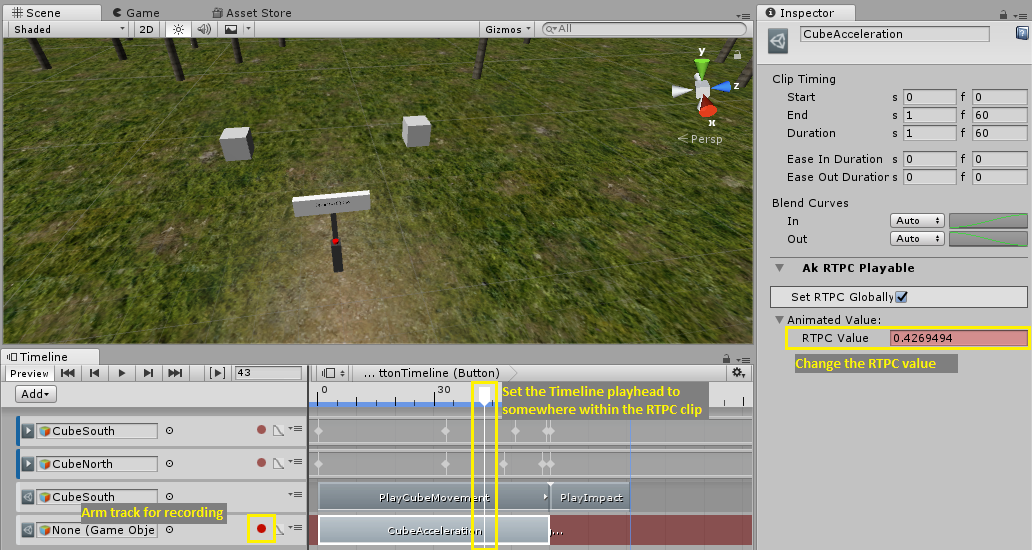 Scene
Game
Asset Store
Shaded
2D
Gizmos
All
y
z
x
Persp
Inspector
CubeAcceleration
Clip Timing
Start s 0 f 0
End s 1 f 60
Duration s 1 f 60
Ease In Duration s 0 f 0
Ease Out Duration s 0 f 0
Blend Curves
In Auto
Out Auto
Ak RTPC Playable
Set RTPC Globally
Animated Value:
RTPC Value 0.4269494
Change the RTPC value
Timeline
Preview
43
... ttonTimeline (Button)
Add
0 30
Set the Timeline playhead to
somewhere within the RTPC clip
CubeSouth
CubeNorth
CubeSouth
PlayCubeMovement
PlayImpact
Arm track for recording
None (Game Obje
CubeAcceleration
...